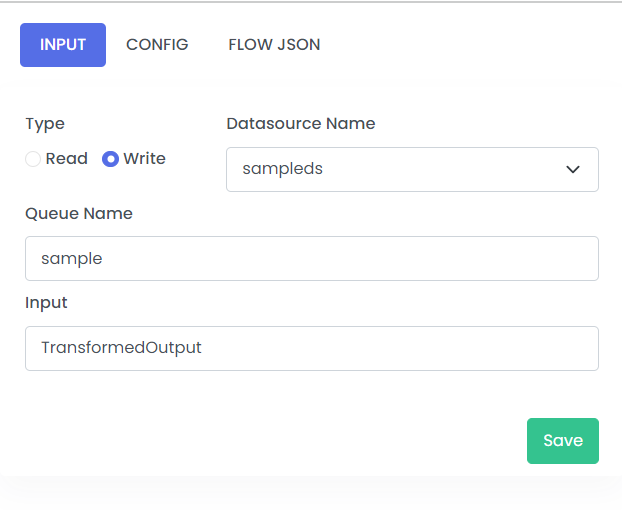 INPUT CONFIG FLOW JSON
Type Datasource Name
Read Write sampleds
Queue Name
sample
Input
TransformedOutput
Save